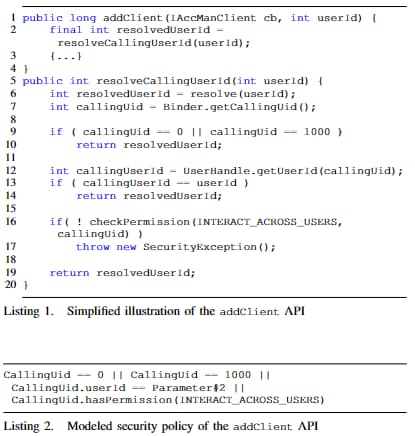 1 public long addClient(IAccManClient cb, int userId) {
2 final int resolvedUserId =
resolveCallingUserId(userid);
3 {...}
4 }
5 public int resolveCallingUserId(int userid) {
6 int resolvedUserId = resolve(userid);
7 int callingUid = Binder.getCallingUid();
8
9 if ( callingUid == 0 || callingUid == 1000 )
10 return resolvedUserId;
11
12 int callingUserId = UserHandle.getUserId(callingUid);
13 if ( callingUserId == userid )
14 return resolvedUserId;
15
16 if( ! checkPermission(INTERACT_ACROSS_USERS,
callingUid) )
17 throw new SecurityException();
18
19 return resolvedUserId;
20 }
Listing 1. Simplified illustration of the addClient API
CallingUid == 0 || CallingUid == 1000 ||
CallingUid.userId == Parameter#2 ||
CallingUid.hasPermission(INTERACT_ACROSS_USERS)
Listing 2. Modeled security policy of the addClient API